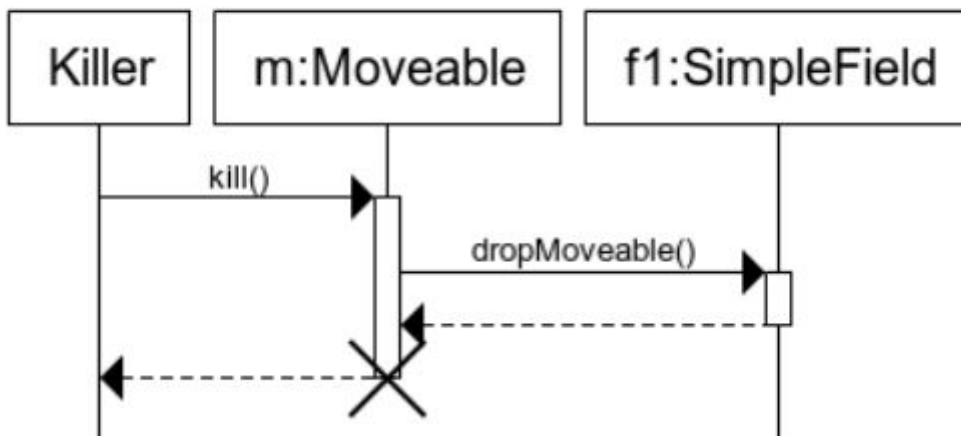 Killer
m:Moveable
f1:SimpleField
kill()
dropMoveable()